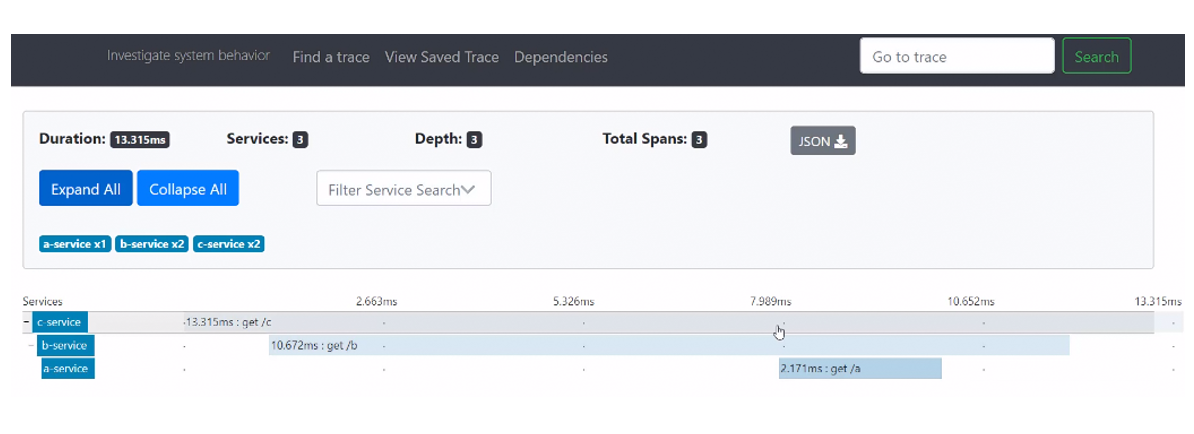 Investigate system behavior Find a trace View Saved Trace Dependencies Go to trace Search
Duration: 13.315ms Services: 3 Depth: 3 Total Spans: 3 JSON
Expand All Collapse All Filter Service Search
a-service x1 b-service x2 c-service x2
Services 2.663ms 5.326ms 7.989ms 10.652ms 13.315ms
- c-service ·13.315ms : get /c
- b-service 10.672ms : get /b
a-service 2.171ms : get /a